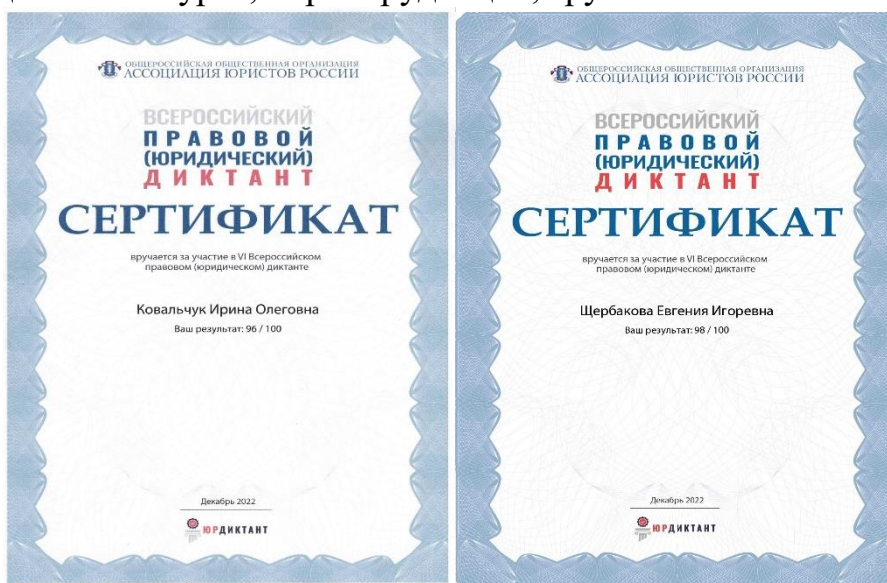 ОБЩЕРОССИЙСКАЯ ОБЩЕСТВЕННАЯ ОРГАНИЗАЦИЯ
АССОЦИАЦИЯ ЮРИСТОВ РОССИИ
ВСЕРОССИЙСКИЙ
ПРАВОВОЙ
(ЮРИДИЧЕСКИЙ)
ДИКТАНТ
СЕРТИФИКАТ
вручается за участие в VI Всероссийском
правовом (юридическом) диктанте
Ковальчук Ирина Олеговна
Ваш результат: 96 / 100
Декабрь 2022
ЮРДИКТАНТ
ОБЩЕРОССИЙСКАЯ ОБЩЕСТВЕННАЯ ОРГАНИЗАЦИЯ
АССОЦИАЦИЯ ЮРИСТОВ РОССИИ
ВСЕРОССИЙСКИЙ
ПРАВОВОЙ
(ЮРИДИЧЕСКИЙ)
ДИКТАНТ
СЕРТИФИКАТ
вручается за участие в VI Всероссийском
правовом (юридическом) диктанте
Щербакова Евгения Игоревна
Ваш результат: 98 / 100
Декабрь 2022
ЮРДИКТАНТ